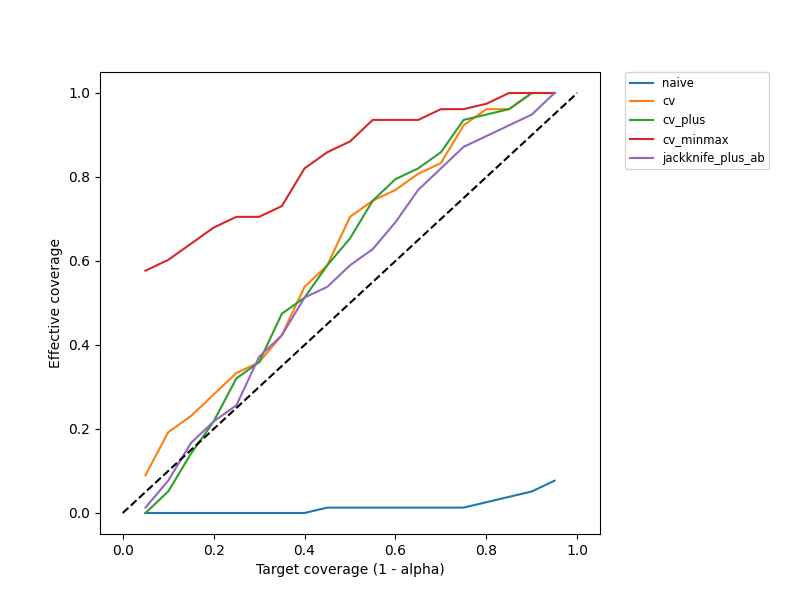 naive
cv
cv_plus
cv_minmax
jackknife_plus_ab
1.0
0.8
0.6
0.4
0.2
0.0
Effective coverage
0.0 0.2 0.4 0.6 0.8 1.0
Target coverage (1 - alpha)